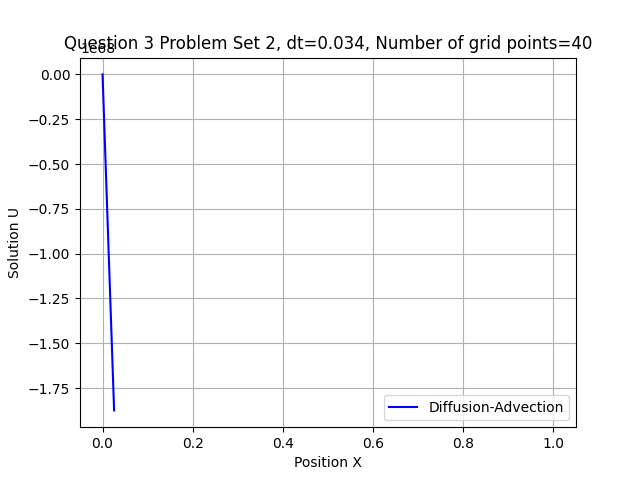 Question 3 Problem Set 2, dt=0.034, Number of grid points=40
1e68
0.00
−0.25
−0.50
−0.75
−1.00
−1.25
−1.50
−1.75
Solution U
Diffusion-Advection
0.0 0.2 0.4 0.6 0.8 1.0
Position X